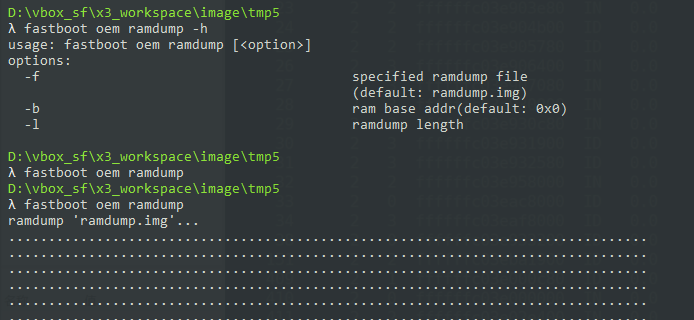 D:\vbox_sf\x3_workspace\image\tmp5
λ fastboot oem ramdump -h
usage: fastboot oem ramdump [<option>]
options:
  -f                                       specified ramdump file
                                           (default: ramdump.img)
  -b                                       ram base addr(default: 0x0)
  -l                                       ramdump length

D:\vbox_sf\x3_workspace\image\tmp5
λ fastboot oem ramdump
D:\vbox_sf\x3_workspace\image\tmp5
λ fastboot oem ramdump
ramdump 'ramdump.img'...
................................................................................
................................................................................
................................................................................
................................................................................
................................................................................
................................................................................